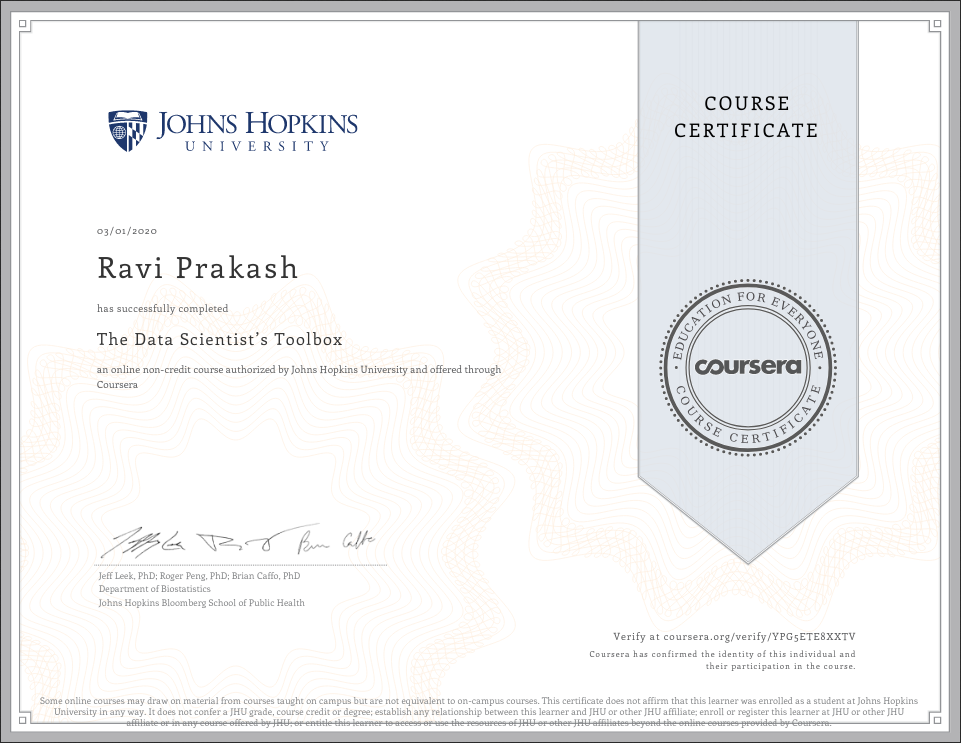 JOHNS HOPKINS
UNIVERSITY
COURSE
CERTIFICATE
03/01/2020
Ravi Prakash
has successfully completed
The Data Scientist’s Toolbox
an online non-credit course authorized by Johns Hopkins University and offered through
Coursera
EDUCATION FOR EVERYONE
coursera
COURSE CERTIFICATE
Jeff Leek, PhD; Roger Peng, PhD; Brian Caffo, PhD
Department of Biostatistics
Johns Hopkins Bloomberg School of Public Health
Verify at coursera.org/verify/YPG5ETE8XXTV
Coursera has confirmed the identity of this individual and
their participation in the course.
Some online courses may draw on material from courses taught on campus but are not equivalent to on-campus courses. This certificate does not affirm that this learner was enrolled as a student at Johns Hopkins
University in any way. It does not confer a JHU grade, course credit or degree; establish any relationship between this learner and JHU or other JHU affiliate; enroll or register this learner at JHU or other JHU
affiliate or in any course offered by JHU; or entitle this learner to access or use the resources of JHU or other JHU affiliates beyond the online courses provided by Coursera.